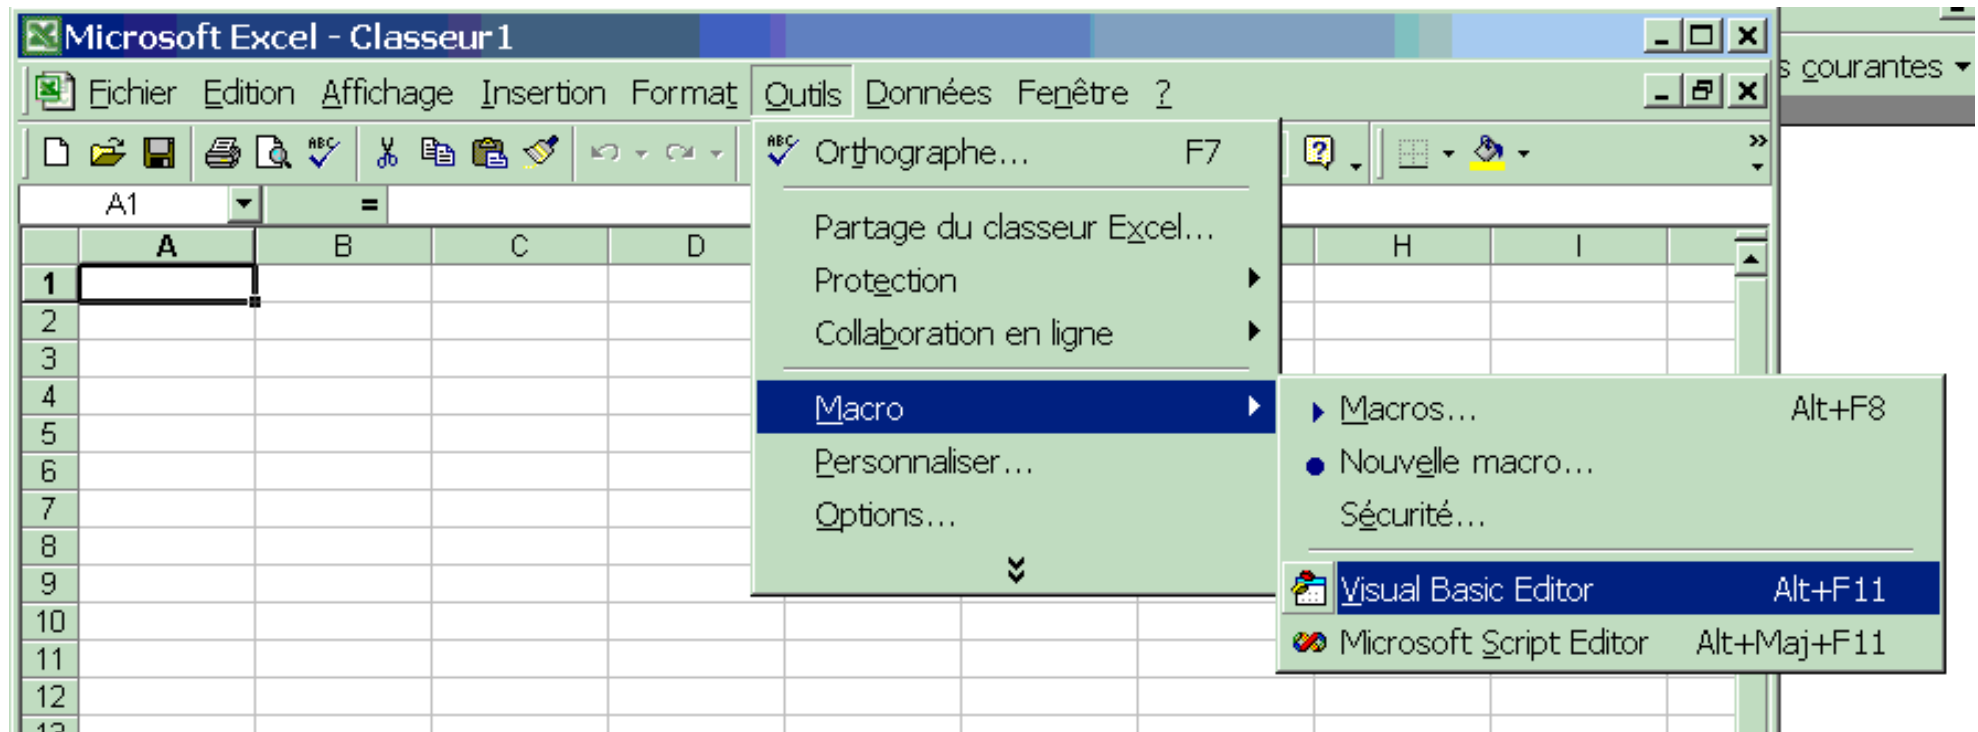 Microsoft Excel - Classeur1
Fichier Edition Affichage Insertion Format Outils Données Fenêtre ?
courantes
Orthographe... F7
A1 =
Partage du classeur Excel...
A B C D H I
Protection
Collaboration en ligne
Macro
Personnaliser...
Options...
Macros... Alt+F8
Nouvelle macro...
Sécurité...
Visual Basic Editor Alt+F11
Microsoft Script Editor Alt+Maj+F11
1
2
3
4
5
6
7
8
9
10
11
12
13